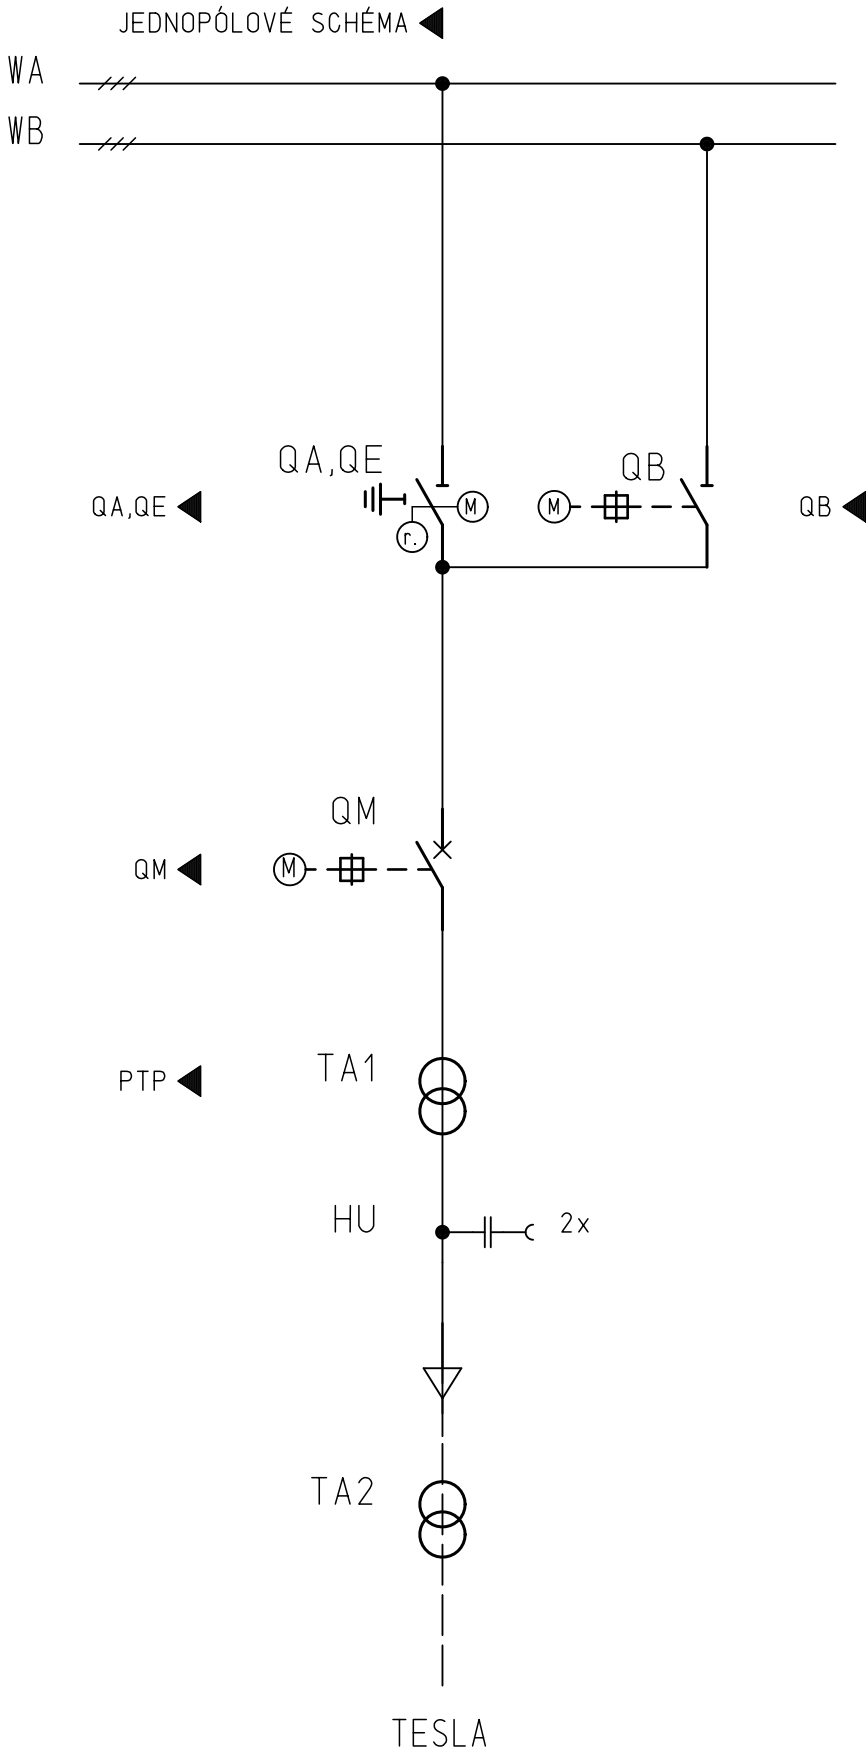 JEDNOPÓLOVÉ SCHÉMA
WA
WB
QA,QE
QB
QA,QE
M
M
QB
r.
QM
QM
M
TA1
PTP
HU
2x
TA2
TESLA